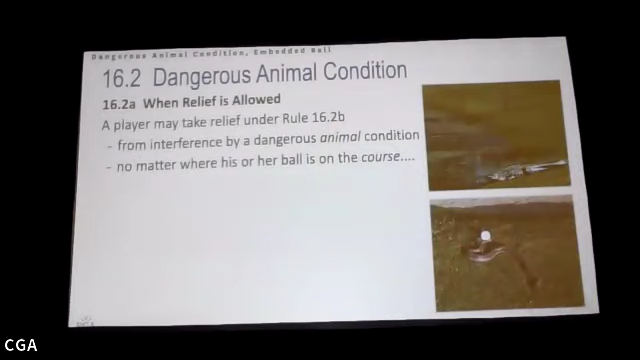 Dangerous Animal Condition, Embedded Ball
16.2 Dangerous Animal Condition
16.2a When Relief is Allowed
A player may take relief under Rule 16.2b
- from interference by a dangerous animal condition
- no matter where his or her ball is on the course....
CGA